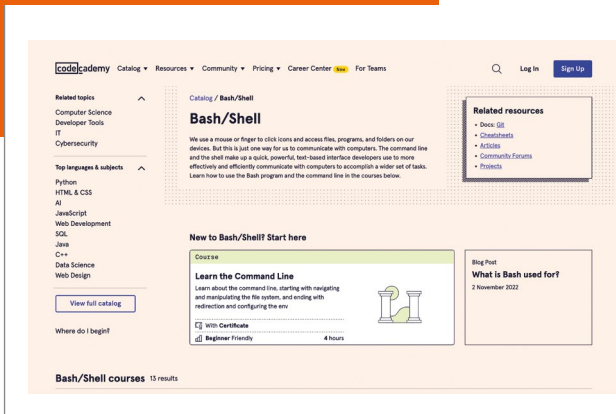 codecademy Catalog Resources Community Pricing Career Center New For Teams Log In Sign Up
Related topics
Computer Science
Developer Tools
IT
Cybersecurity
Top languages & subjects
Python
HTML & CSS
AI
JavaScript
Web Development
SQL
Java
C++
Data Science
Web Design
View full catalog
Where do I begin?
Catalog / Bash/Shell
Bash/Shell
We use a mouse or finger to click icons and access files, programs, and folders on our
devices. But this is just one way for us to communicate with computers. The command line
and the shell make up a quick, powerful, text-based interface developers use to more
effectively and efficiently communicate with computers to accomplish a wider set of tasks.
Learn how to use the Bash program and the command line in the courses below.
Related resources
• Docs: Git
• Cheatsheets
• Articles
• Community Forums
• Projects
New to Bash/Shell? Start here
Course
Learn the Command Line
Learn about the command line, starting with navigating
and manipulating the file system, and ending with
redirection and configuring the env
With Certificate
Beginner Friendly 4 hours
Blog Post
What is Bash used for?
2 November 2022
Bash/Shell courses 13 results